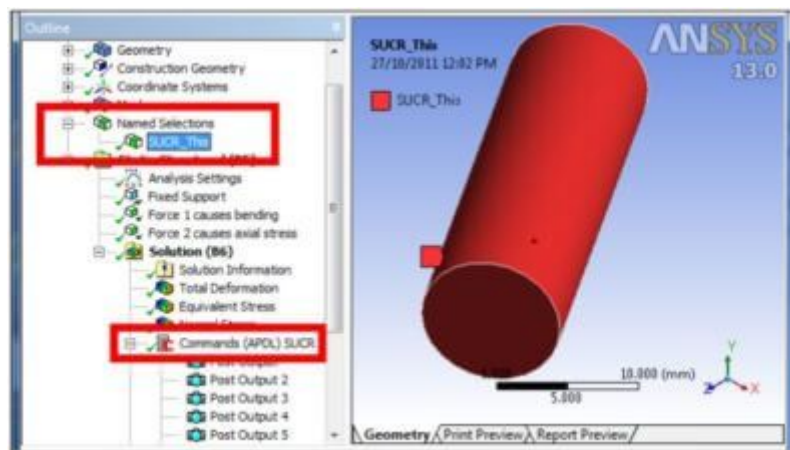 Outline
Geometry
Construction Geometry
Coordinate Systems
Named Selections
SUCR_This
Analysis Settings
Fixed Support
Force 1 causes bending
Force 2 causes axial stress
Solution (B6)
Solution Information
Total Deformation
Equivalent Stress
Commands (APDL) SUCR
Post Output 2
Post Output 3
Post Output 4
Post Output 5
SUCR_This
27/10/2011 12:02 PM
SUCR_This
ANSYS
13.0
10.000 (mm)
5.000
Y
Z
X
Geometry / Print Preview / Report Preview /